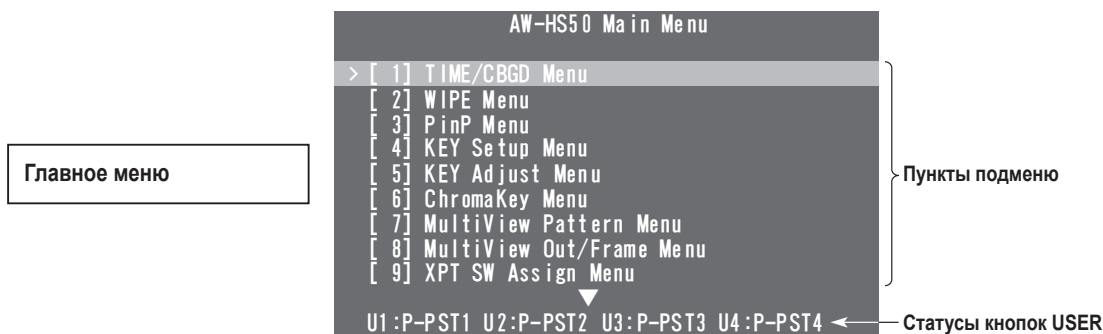 AW-HS50 Main Menu
Главное меню
> [ 1] TIME/CBGD Menu
[ 2] WIPE Menu
[ 3] PinP Menu
[ 4] KEY Setup Menu
[ 5] KEY Adjust Menu
[ 6] ChromaKey Menu
[ 7] MultiView Pattern Menu
[ 8] MultiView Out/Frame Menu
[ 9] XPT SW Assign Menu
Пункты подменю
U1:P-PST1 U2:P-PST2 U3:P-PST3 U4:P-PST4
Статусы кнопок USER